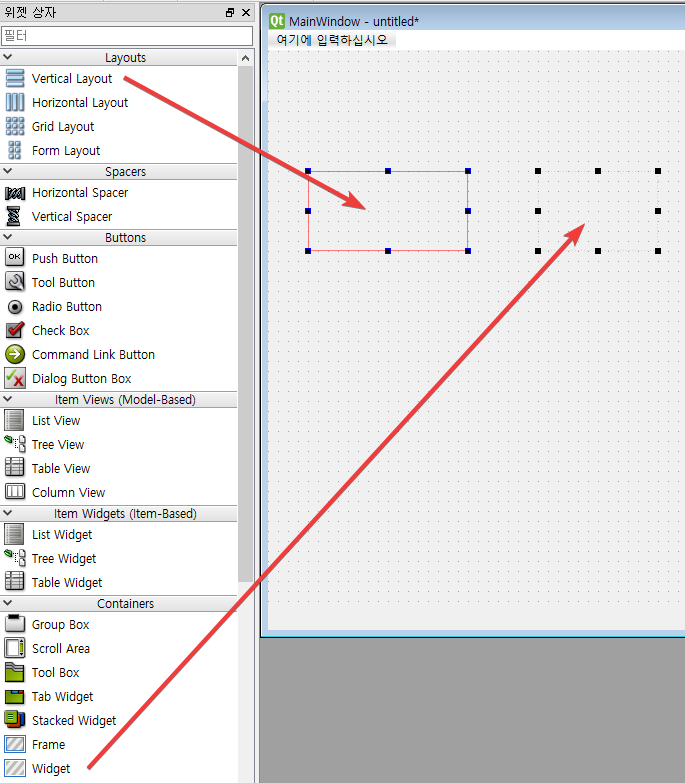 위젯 상자
필터
Layouts
Vertical Layout
Horizontal Layout
Grid Layout
Form Layout
Spacers
Horizontal Spacer
Vertical Spacer
Buttons
OK Push Button
Tool Button
Radio Button
Check Box
Command Link Button
Dialog Button Box
Item Views (Model-Based)
List View
Tree View
Table View
Column View
Item Widgets (Item-Based)
List Widget
Tree Widget
Table Widget
Containers
Group Box
Scroll Area
Tool Box
Tab Widget
Stacked Widget
Frame
Widget
Qt MainWindow - untitled*
여기에 입력하십시오